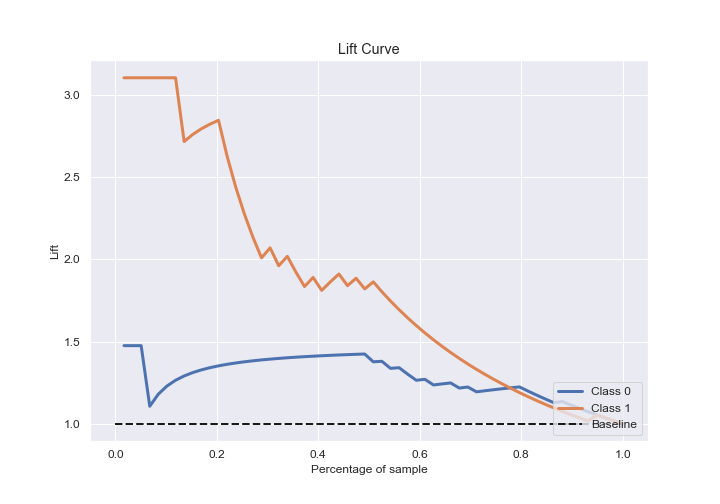 Lift Curve
Lift
3.0
2.5
2.0
1.5
1.0
0.0 0.2 0.4 0.6 0.8 1.0
Percentage of sample
Class 0
Class 1
Baseline